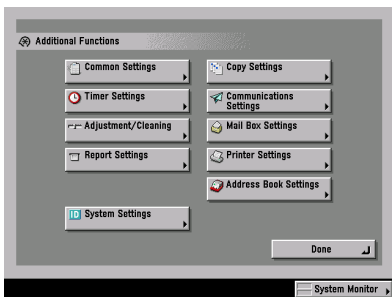 Additional Functions
Common Settings
Copy Settings
Timer Settings
Communications
Settings
Adjustment/Cleaning
Mail Box Settings
Report Settings
Printer Settings
Address Book Settings
ID System Settings
Done
System Monitor